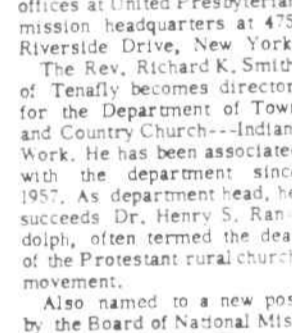 offices at United Presbyterian
mission headquarters at 475
Riverside Drive, New York
The Rev. Richard K. Smith
of Tenafly becomes director
for the Department of Town
and Country Church---Indian
Work. He has been associated
with the department since
1957. As department head, he
succeeds Dr. Henry S. Ran-
dolph, often termed the dea
of the Protestant rural church
movement.
Also named to a new pos
by the Board of National Mis